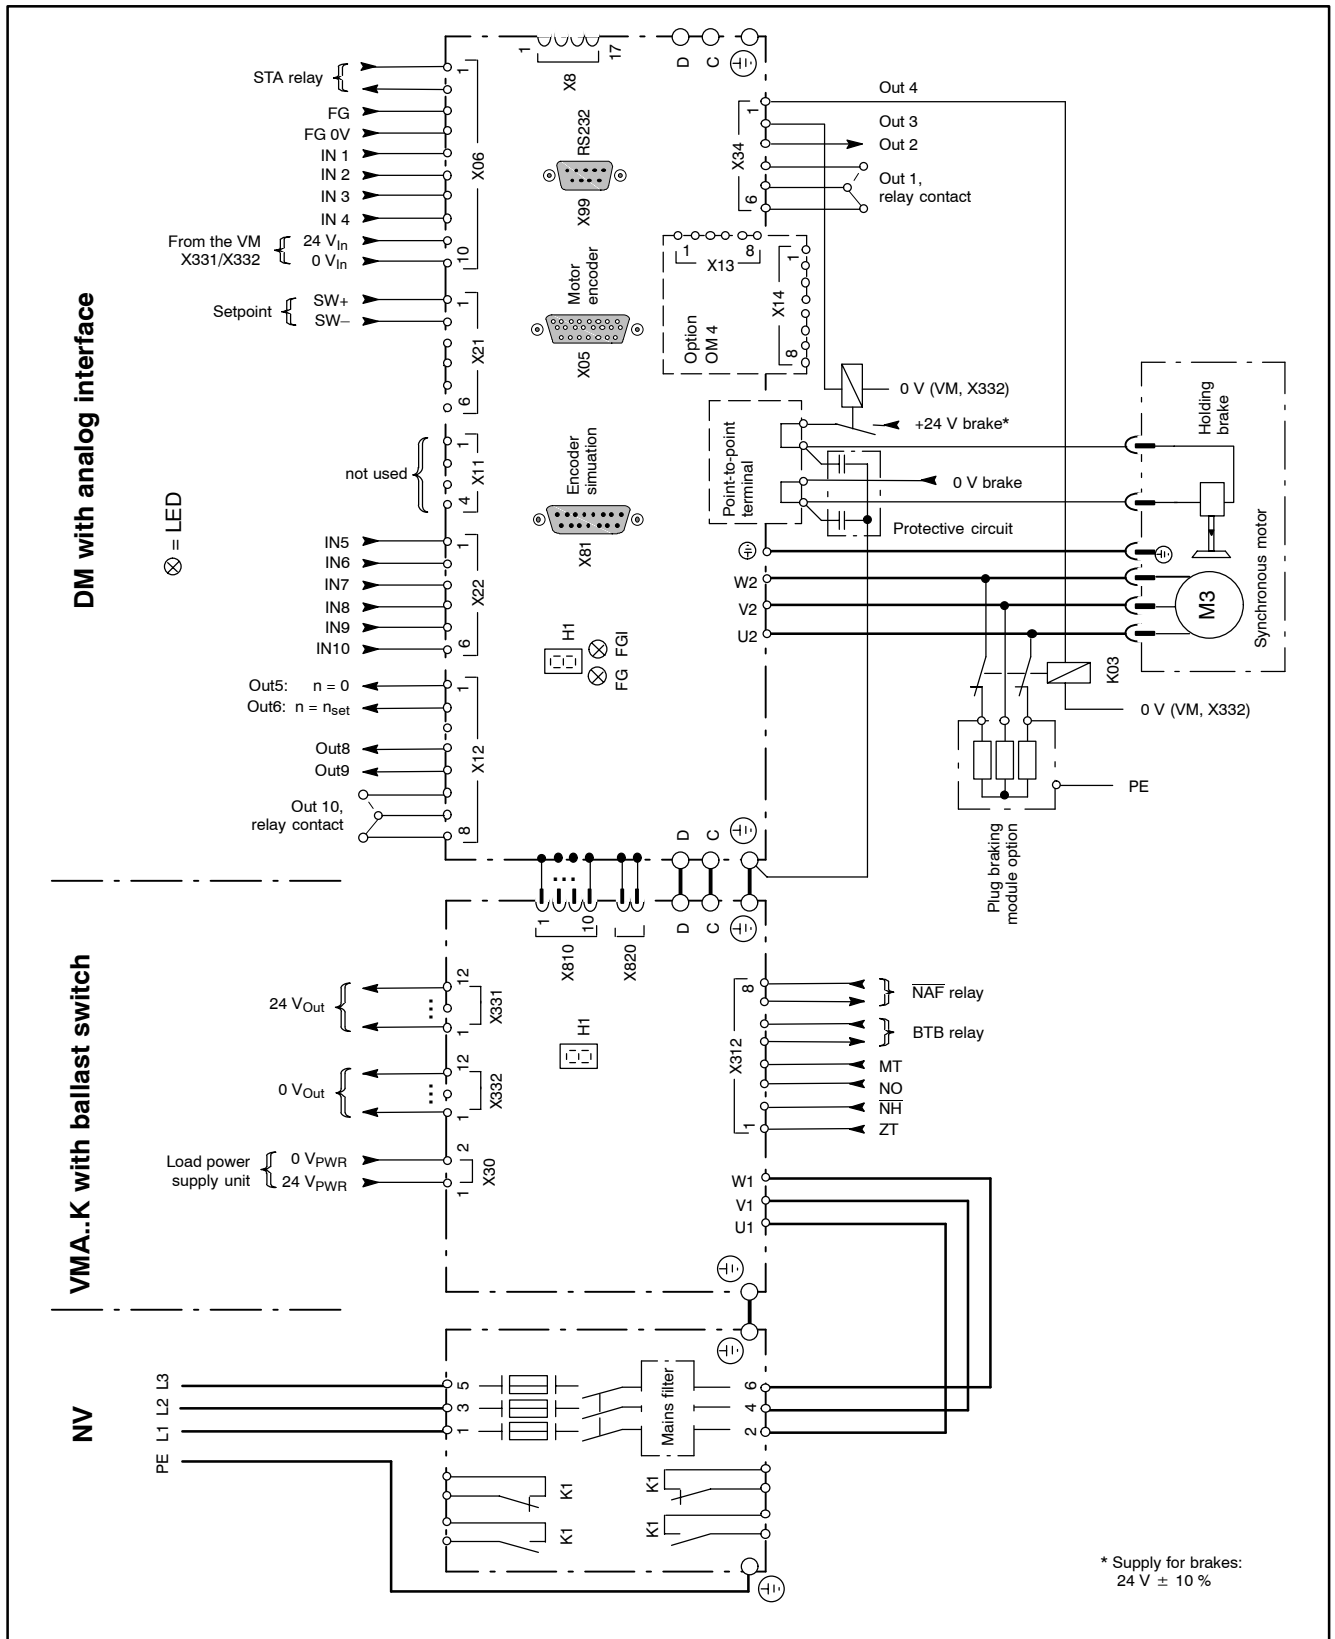 DM with analog interface
⊗ = LED
STA relay
FG
FG 0V
IN 1
IN 2
IN 3
IN 4
From the VM
X331/X332
24 VIn
0 VIn
1
X06
10
Setpoint
SW+
SW–
1
X21
6
not used
1
X11
4
IN5
IN6
IN7
IN8
IN9
IN10
1
X22
6
Out5: n = 0
Out6: n = nset
Out8
Out9
Out 10,
relay contact
1
X12
8
1
17
X8
RS232
X99
Motor
encoder
X05
Encoder
simuation
X81
H1
FG
FGI
D
C
1
X34
6
Out 4
Out 3
Out 2
Out 1,
relay contact
1
8
X13
1
X14
8
Option
OM 4
0 V (VM, X332)
+24 V brake*
Point-to-point
terminal
0 V brake
Protective circuit
Holding
brake
W2
V2
U2
M3
Synchronous motor
K03
0 V (VM, X332)
PE
Plug braking
module option
D
C
VMA..K with ballast switch
1
10
X810
X820
D
C
24 VOut
12
1
X331
0 VOut
12
1
X332
Load power
supply unit
0 VPWR
24 VPWR
2
1
X30
H1
8
X312
1
NAF relay
BTB relay
MT
NO
NH
ZT
W1
V1
U1
NV
L3
L2
L1
PE
5
3
1
Mains filter
6
4
2
K1
K1
K1
K1
* Supply for brakes:
24 V ± 10 %